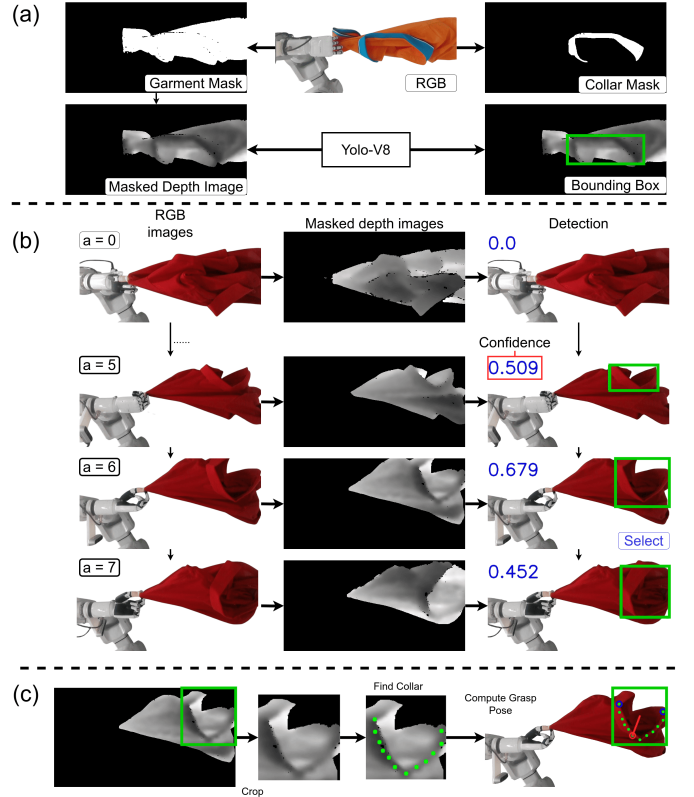 (a)
Garment Mask
RGB
Collar Mask
Yolo-V8
Masked Depth Image
Bounding Box
(b)
RGB
images
Masked depth images
Detection
a = 0
0.0
......
Confidence
a = 5
0.509
a = 6
0.679
Select
a = 7
0.452
(c)
Find Collar
Compute Grasp
Pose
Crop